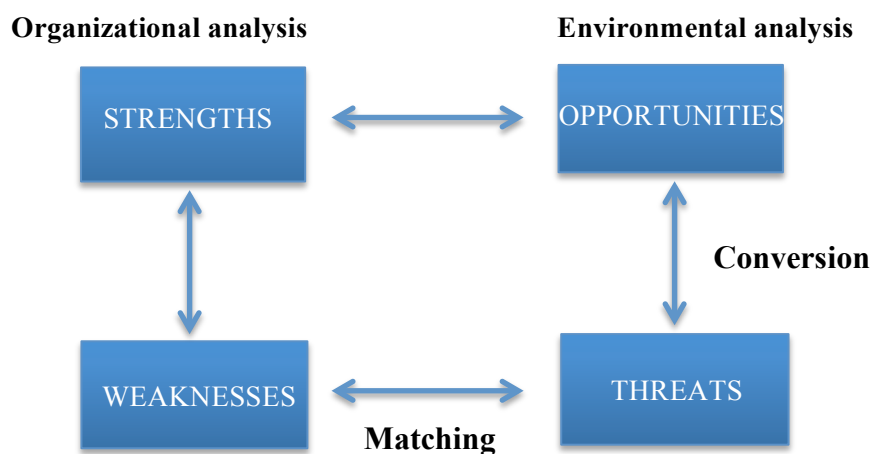 Organizational analysis
Environmental analysis
STRENGTHS
OPPORTUNITIES
Conversion
WEAKNESSES
THREATS
Matching